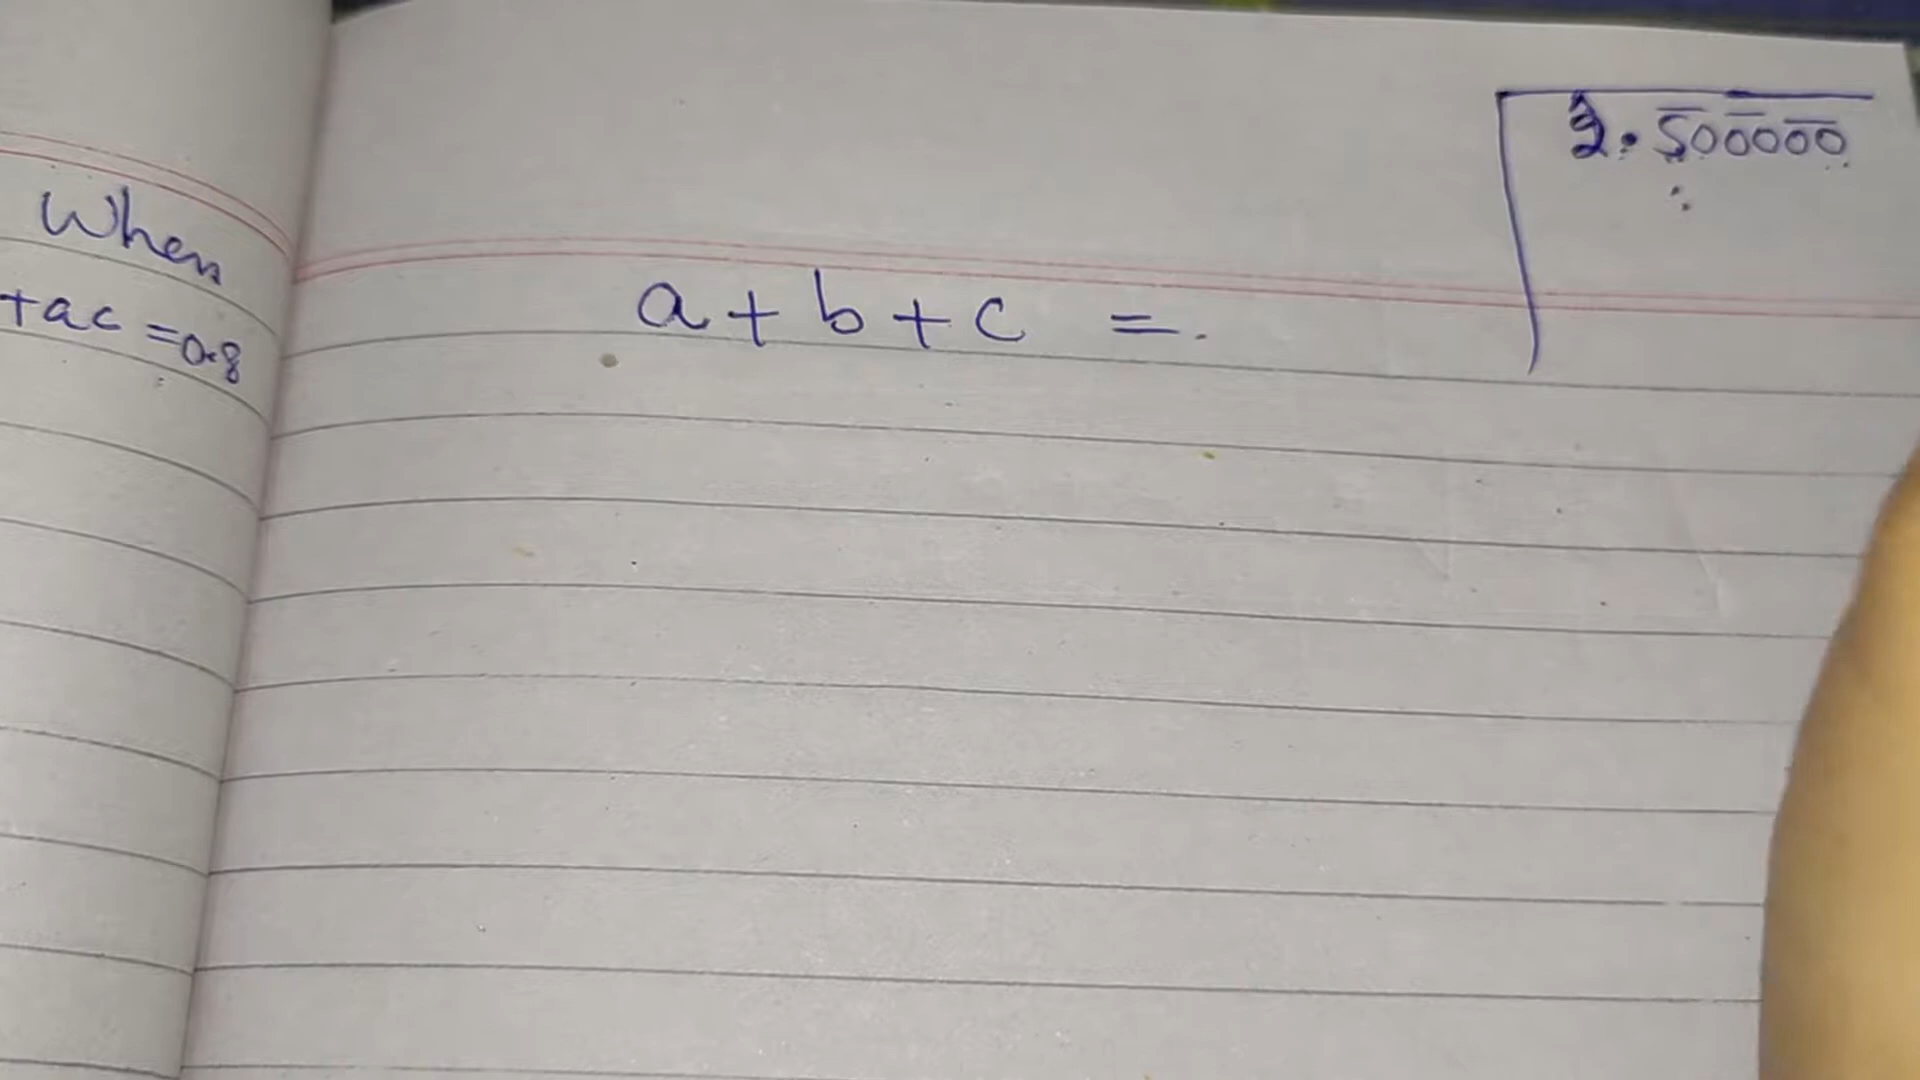 When
+ac =0.8
a + b + c =
2.500000